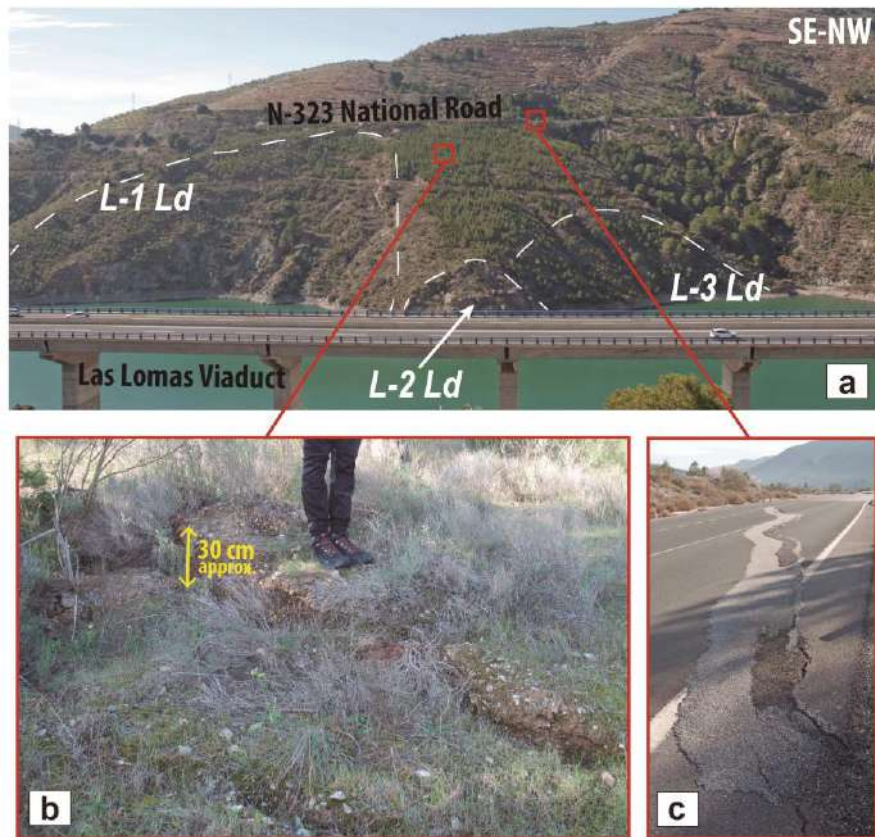 SE-NW
N-323 National Road
L-1 Ld
L-3 Ld
Las Lomas Viaduct
L-2 Ld
a
30 cm
approx.
b
c